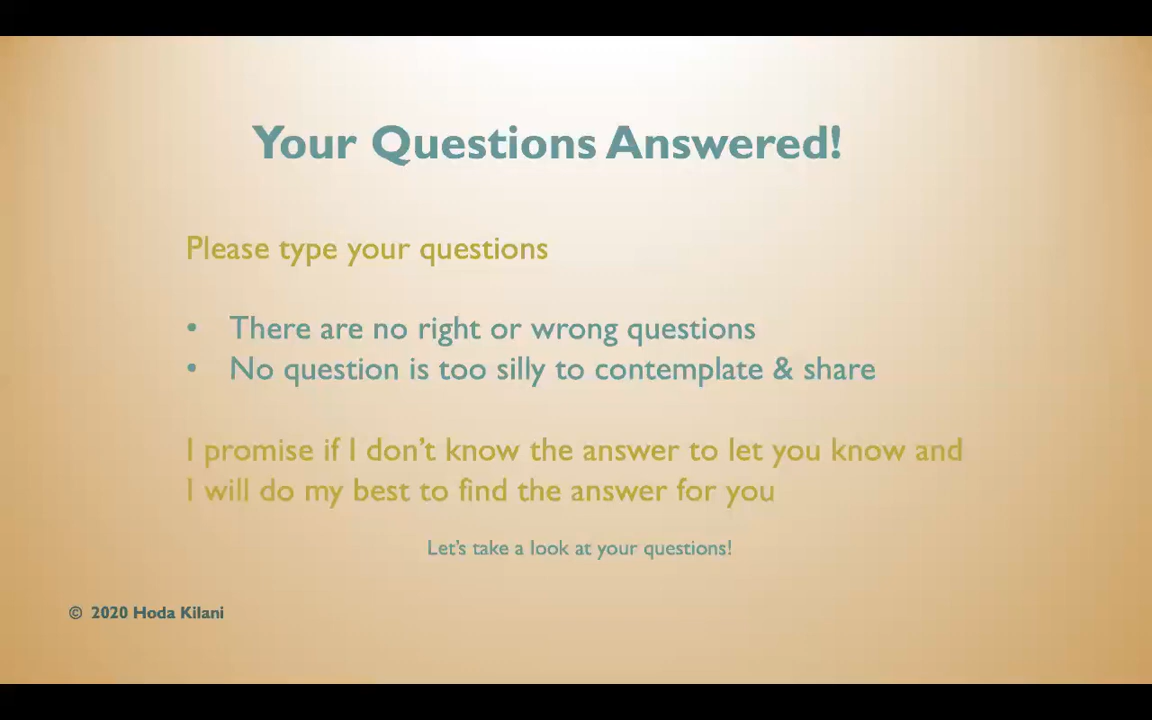 Your Questions Answered!
Please type your questions
• There are no right or wrong questions
• No question is too silly to contemplate & share
I promise if I don't know the answer to let you know and
I will do my best to find the answer for you
Let's take a look at your questions!
© 2020 Hoda Kilani